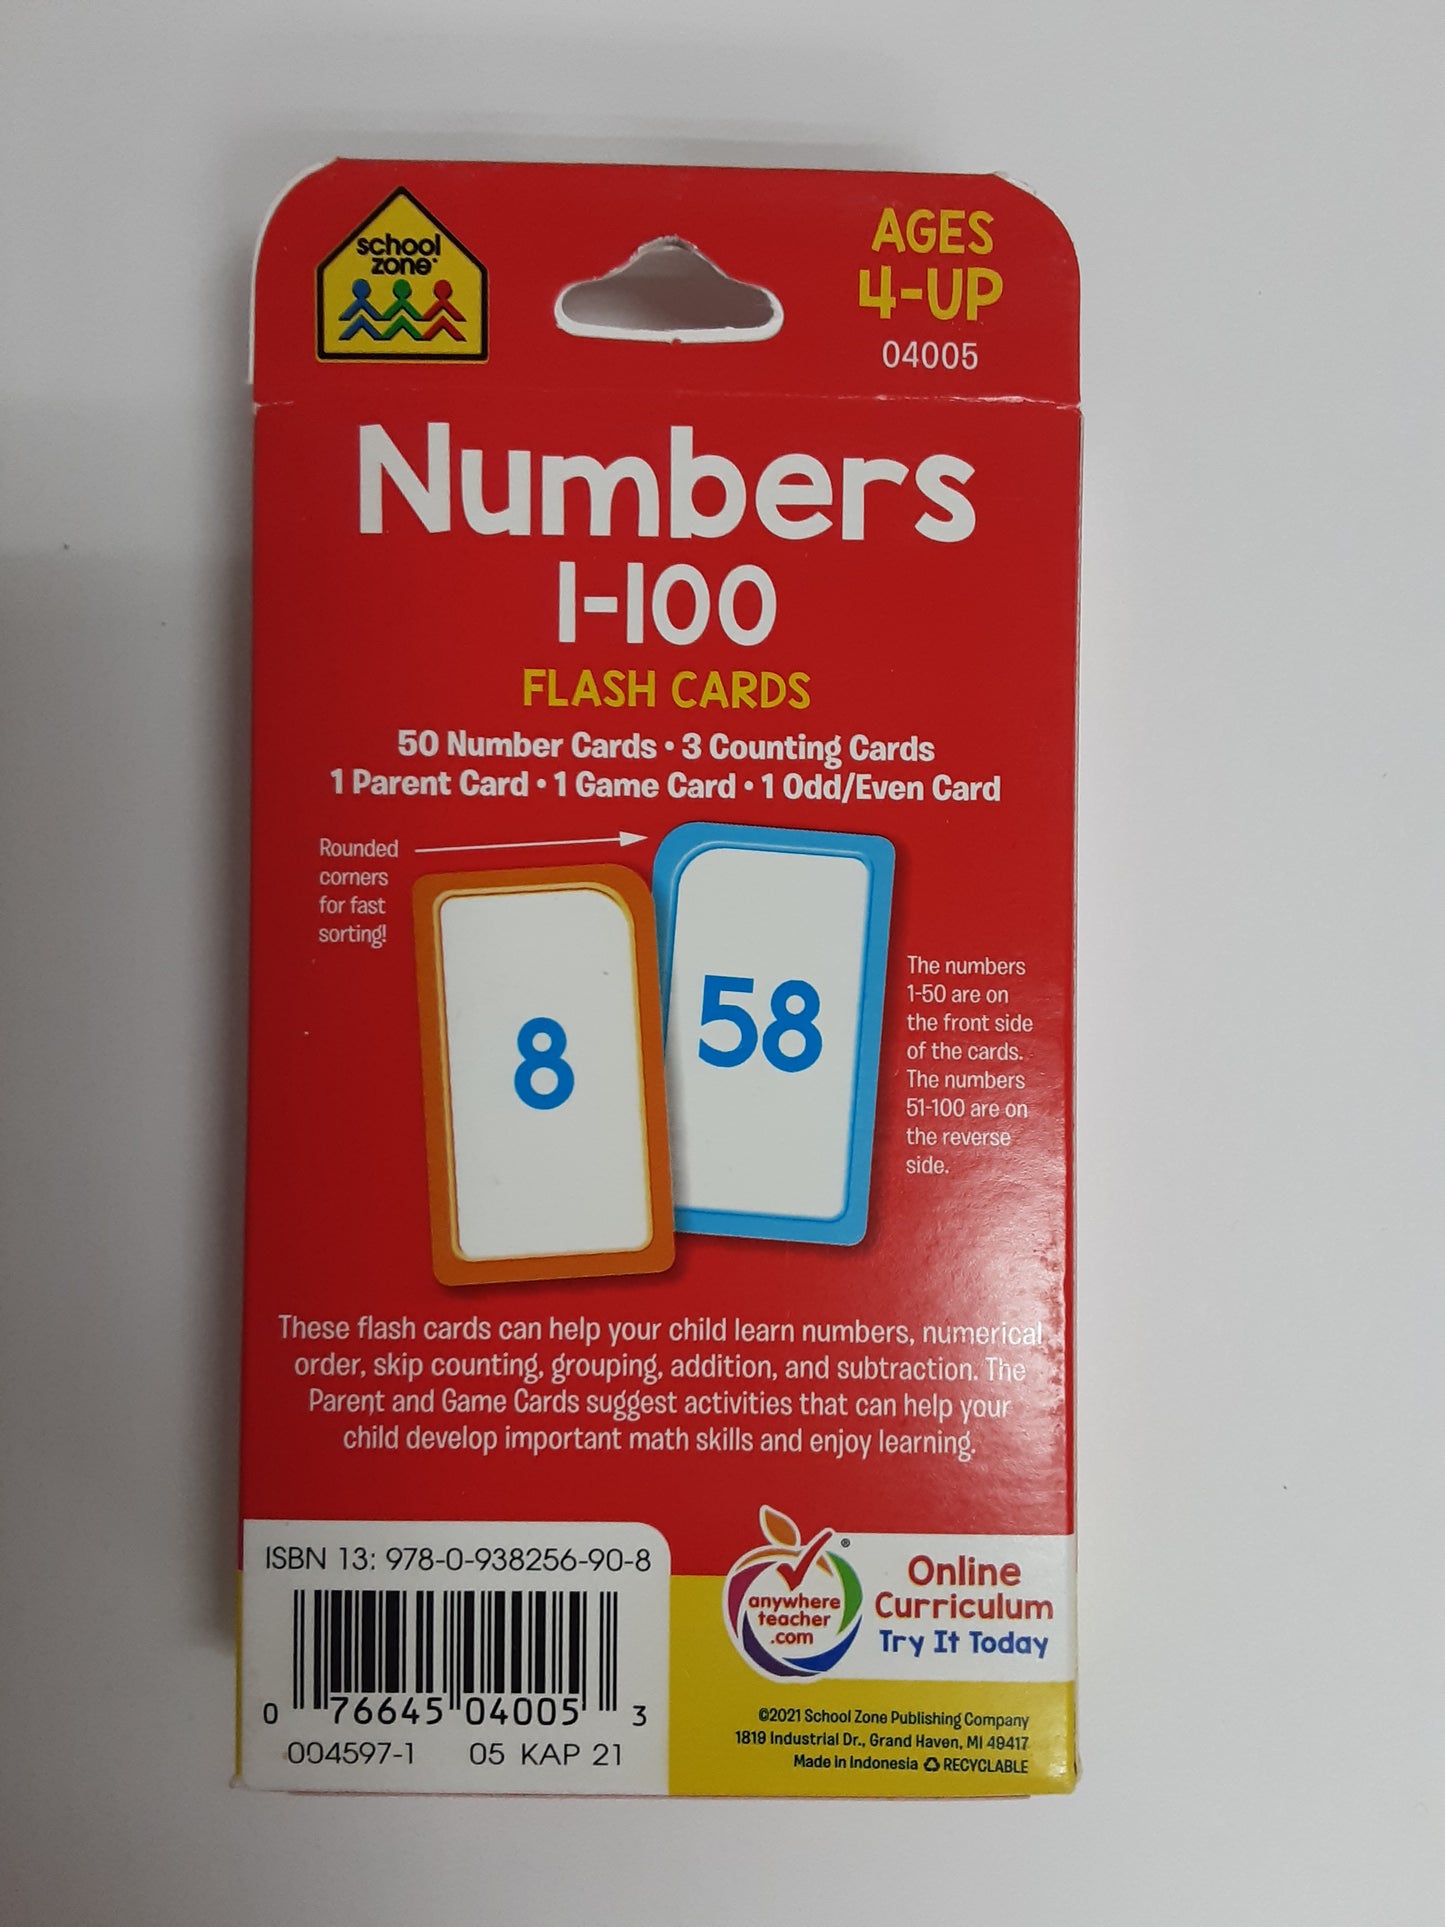 school
zone
AGES
4-UP
04005
Numbers
1-100
FLASH CARDS
50 Number Cards • 3 Counting Cards
1 Parent Card • 1 Game Card • 1 Odd/Even Card
Rounded
corners
for fast
sorting!
8
58
The numbers
1-50 are on
the front side
of the cards.
The numbers
51-100 are on
the reverse
side.
These flash cards can help your child learn numbers, numerical
order, skip counting, grouping, addition, and subtraction. The
Parent and Game Cards suggest activities that can help your
child develop important math skills and enjoy learning.
ISBN 13: 978-0-938256-90-8
0 76645 04005 3
004597-1 05 KAP 21
anywhere
teacher
.com
®
Online
Curriculum
Try It Today
©2021 School Zone Publishing Company
1819 Industrial Dr., Grand Haven, MI 49417
Made in Indonesia ♻ RECYCLABLE